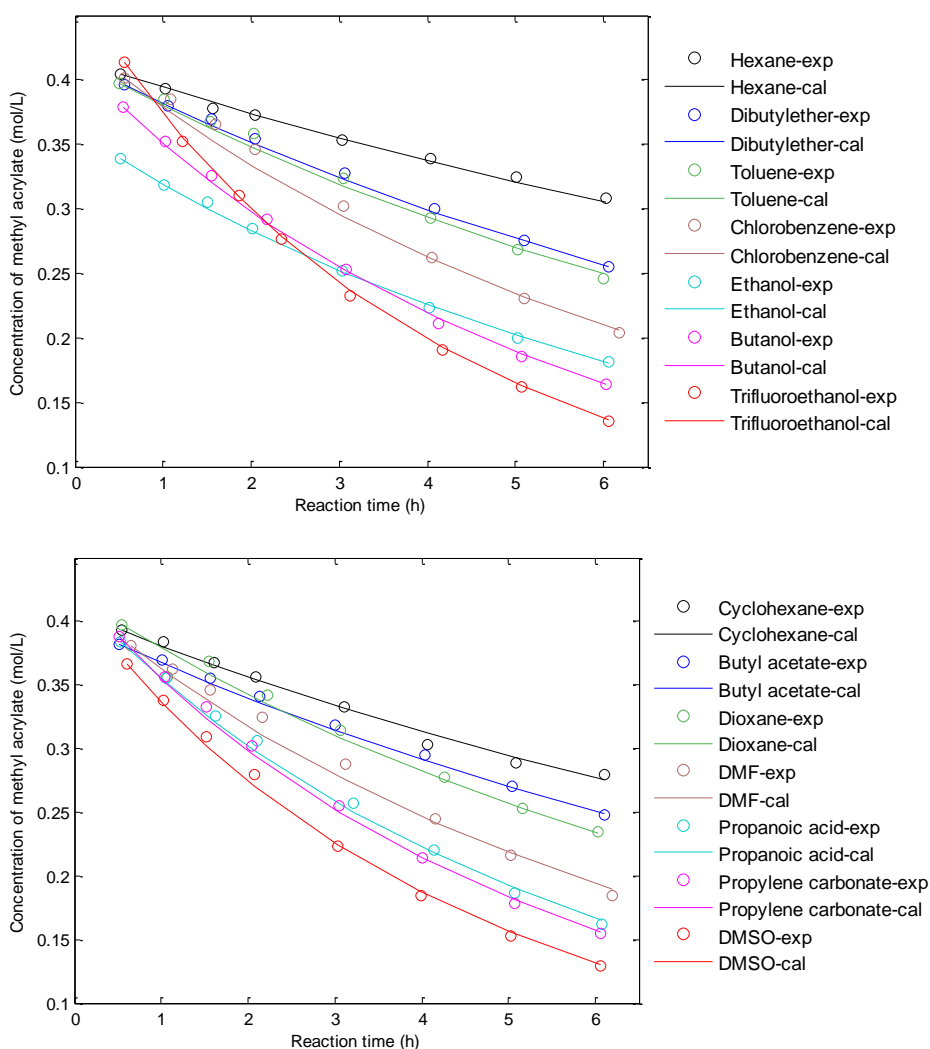 Concentration of methyl acrylate (mol/L)
0.4
0.35
0.3
0.25
0.2
0.15
0.1
0
1
2
3
4
5
6
Reaction time (h)
Hexane-exp
Hexane-cal
Dibutylether-exp
Dibutylether-cal
Toluene-exp
Toluene-cal
Chlorobenzene-exp
Chlorobenzene-cal
Ethanol-exp
Ethanol-cal
Butanol-exp
Butanol-cal
Trifluoroethanol-exp
Trifluoroethanol-cal
Concentration of methyl acrylate (mol/L)
0.4
0.35
0.3
0.25
0.2
0.15
0.1
0
1
2
3
4
5
6
Reaction time (h)
Cyclohexane-exp
Cyclohexane-cal
Butyl acetate-exp
Butyl acetate-cal
Dioxane-exp
Dioxane-cal
DMF-exp
DMF-cal
Propanoic acid-exp
Propanoic acid-cal
Propylene carbonate-exp
Propylene carbonate-cal
DMSO-exp
DMSO-cal